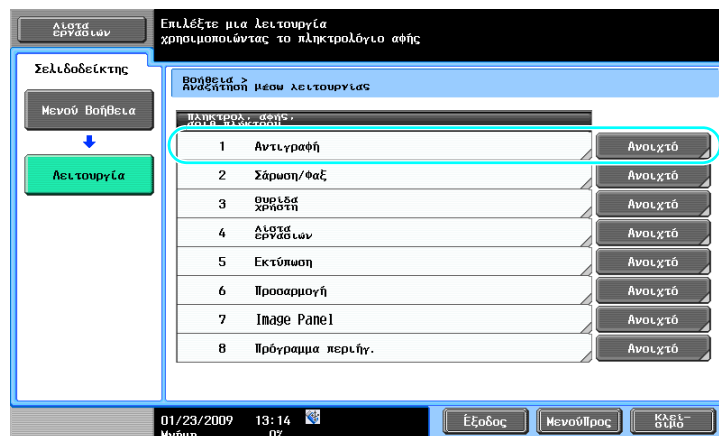 Λίστα
εργασιών
Επιλέξτε μια λειτουργία
χρησιμοποιώντας το πληκτρολόγιο αφής
Σελιδοδείκτης
Μενού Βοήθεια
Λειτουργία
Βοήθεια >
Αναζήτηση μέσω λειτουργίας
Πληκτρολ. αφής,
αριθ πλήκτρου
1 Αντιγραφή Ανοιχτό
2 Σάρωση/Φαξ Ανοιχτό
3 Θυρίδα χρήστη Ανοιχτό
4 Λίστα εργασιών Ανοιχτό
5 Εκτύπωση Ανοιχτό
6 Προσαρμογή Ανοιχτό
7 Image Panel Ανοιχτό
8 Πρόγραμμα περιήγ. Ανοιχτό
01/23/2009 13:14
Μνήμη 0%
Έξοδος ΜενούΠρος Κλεί-
σιμο